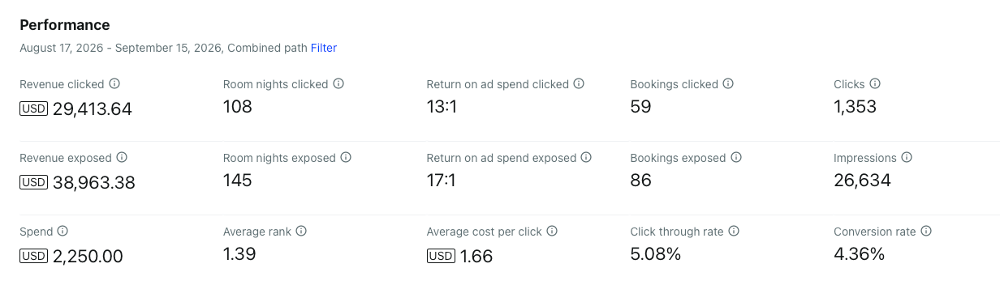 Performance
August 17, 2026 - September 15, 2026, Combined path Filter
Revenue clicked Room nights clicked Return on ad spend clicked Bookings clicked Clicks
USD 29,413.64 108 13:1 59 1,353
Revenue exposed Room nights exposed Return on ad spend exposed Bookings exposed Impressions
USD 38,963.38 145 17:1 86 26,634
Spend Average rank Average cost per click Click through rate Conversion rate
USD 2,250.00 1.39 USD 1.66 5.08% 4.36%